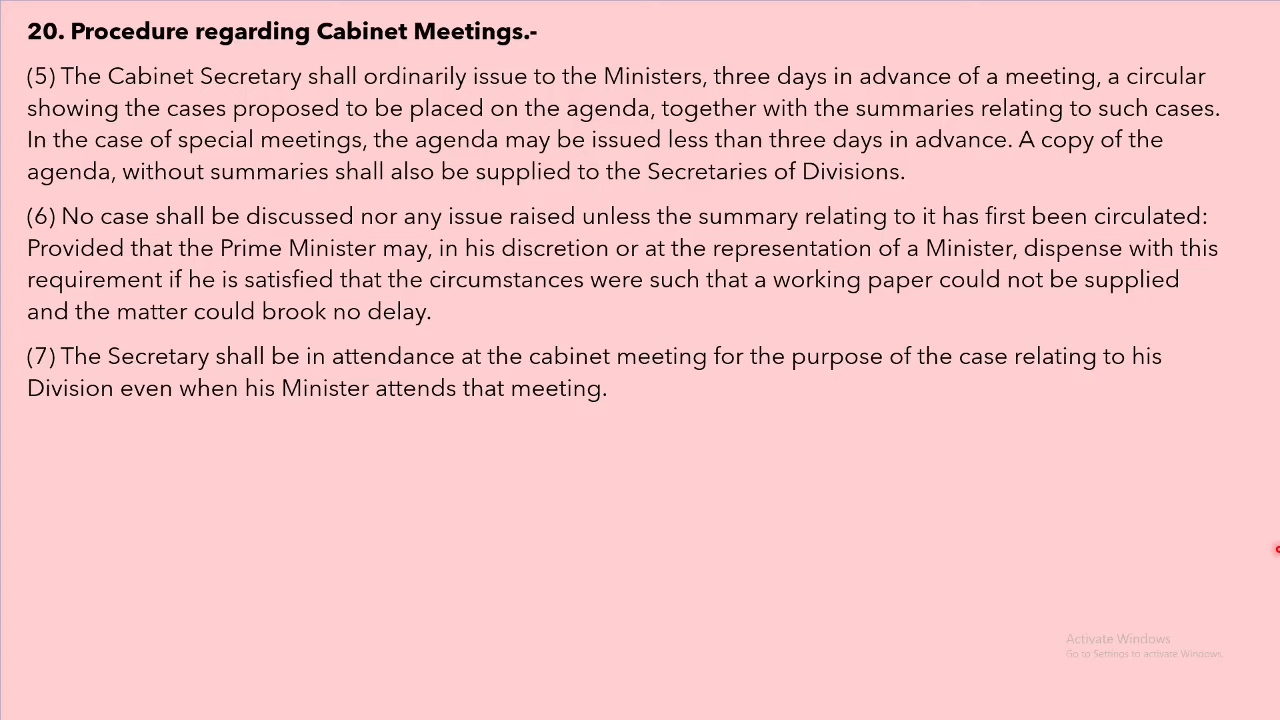 20. Procedure regarding Cabinet Meetings.-
(5) The Cabinet Secretary shall ordinarily issue to the Ministers, three days in advance of a meeting, a circular
showing the cases proposed to be placed on the agenda, together with the summaries relating to such cases.
In the case of special meetings, the agenda may be issued less than three days in advance. A copy of the
agenda, without summaries shall also be supplied to the Secretaries of Divisions.
(6) No case shall be discussed nor any issue raised unless the summary relating to it has first been circulated:
Provided that the Prime Minister may, in his discretion or at the representation of a Minister, dispense with this
requirement if he is satisfied that the circumstances were such that a working paper could not be supplied
and the matter could brook no delay.
(7) The Secretary shall be in attendance at the cabinet meeting for the purpose of the case relating to his
Division even when his Minister attends that meeting.
Activate Windows
Go to Settings to activate Windows.